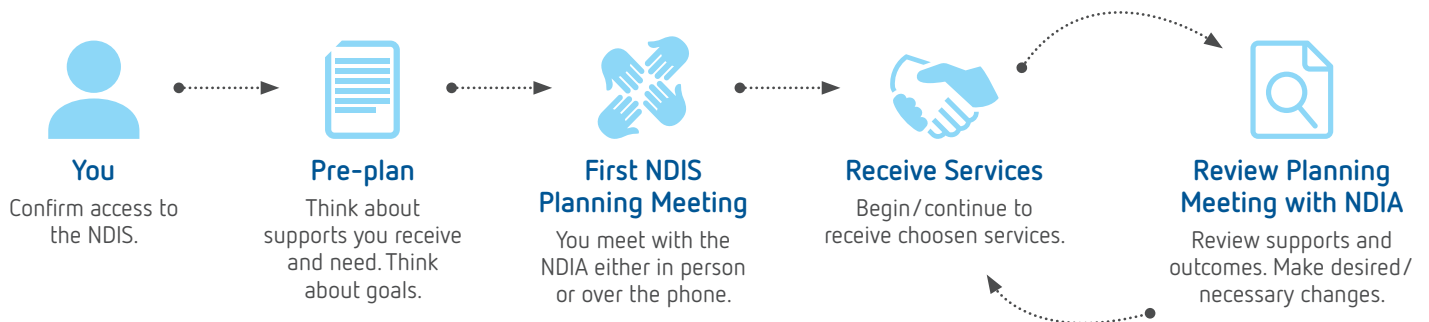 You
Confirm access to
the NDIS.
Pre-plan
Think about
supports you receive
and need. Think
about goals.
First NDIS
Planning Meeting
You meet with the
NDIA either in person
or over the phone.
Receive Services
Begin/continue to
receive choosen services.
Review Planning
Meeting with NDIA
Review supports and
outcomes. Make desired/
necessary changes.